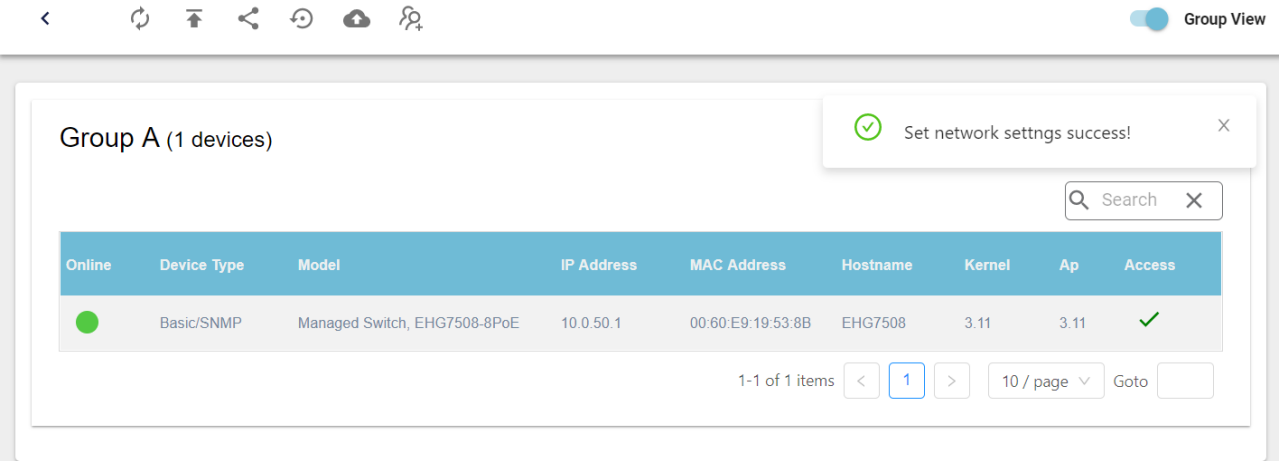 Group View
Group A (1 devices)
Set network settngs success!
Search
Online Device Type Model IP Address MAC Address Hostname Kernel Ap Access
Basic/SNMP Managed Switch, EHG7508-8PoE 10.0.50.1 00:60:E9:19:53:8B EHG7508 3.11 3.11
1-1 of 1 items < 1 > 10 / page Goto